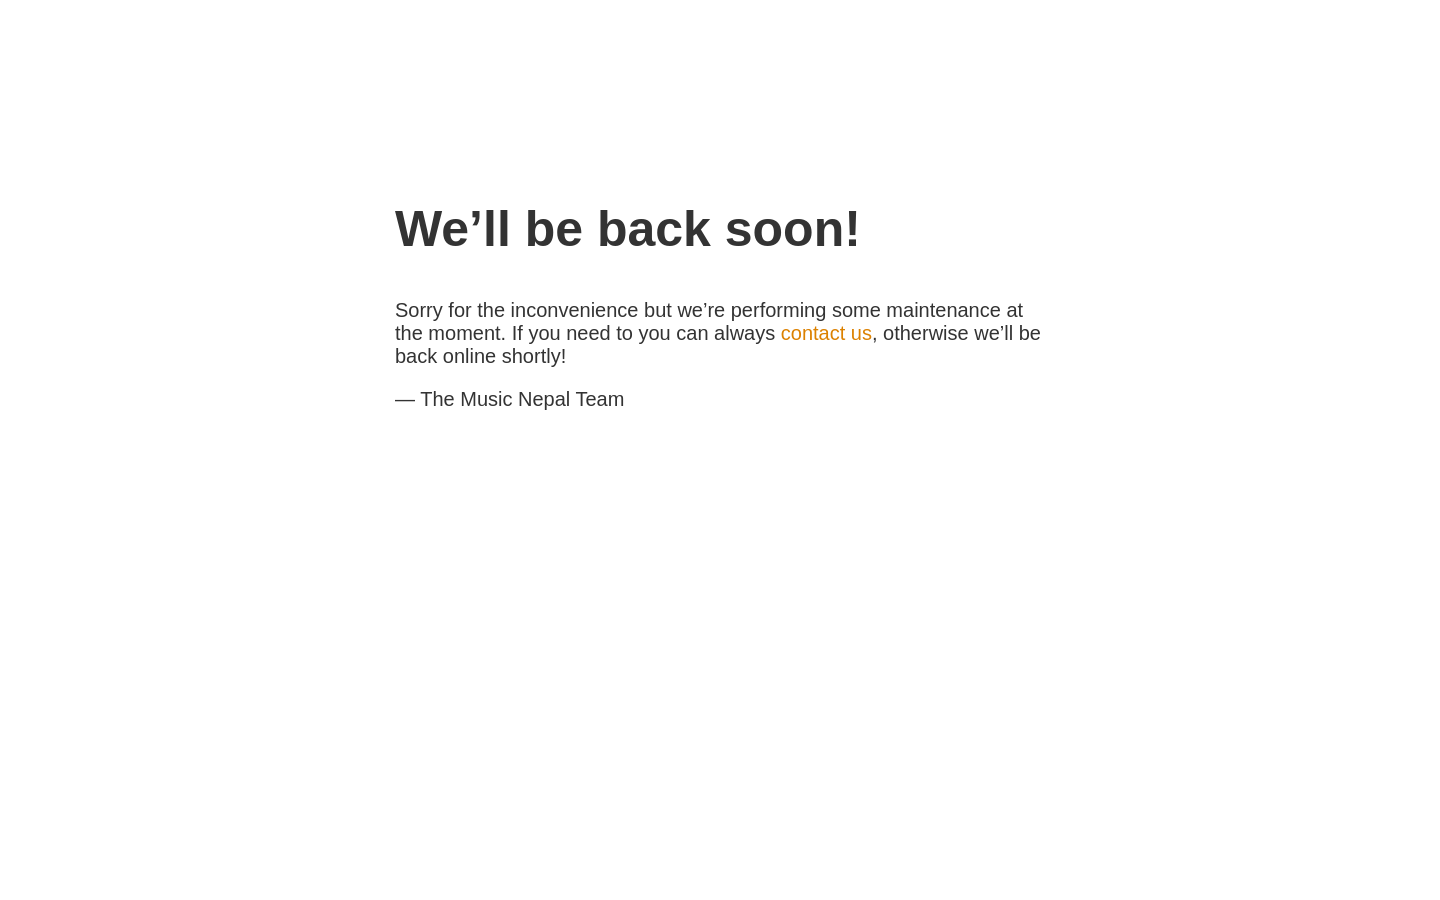 We’ll be back soon!
Sorry for the inconvenience but we’re performing some maintenance at
the moment. If you need to you can always contact us, otherwise we’ll be
back online shortly!
— The Music Nepal Team